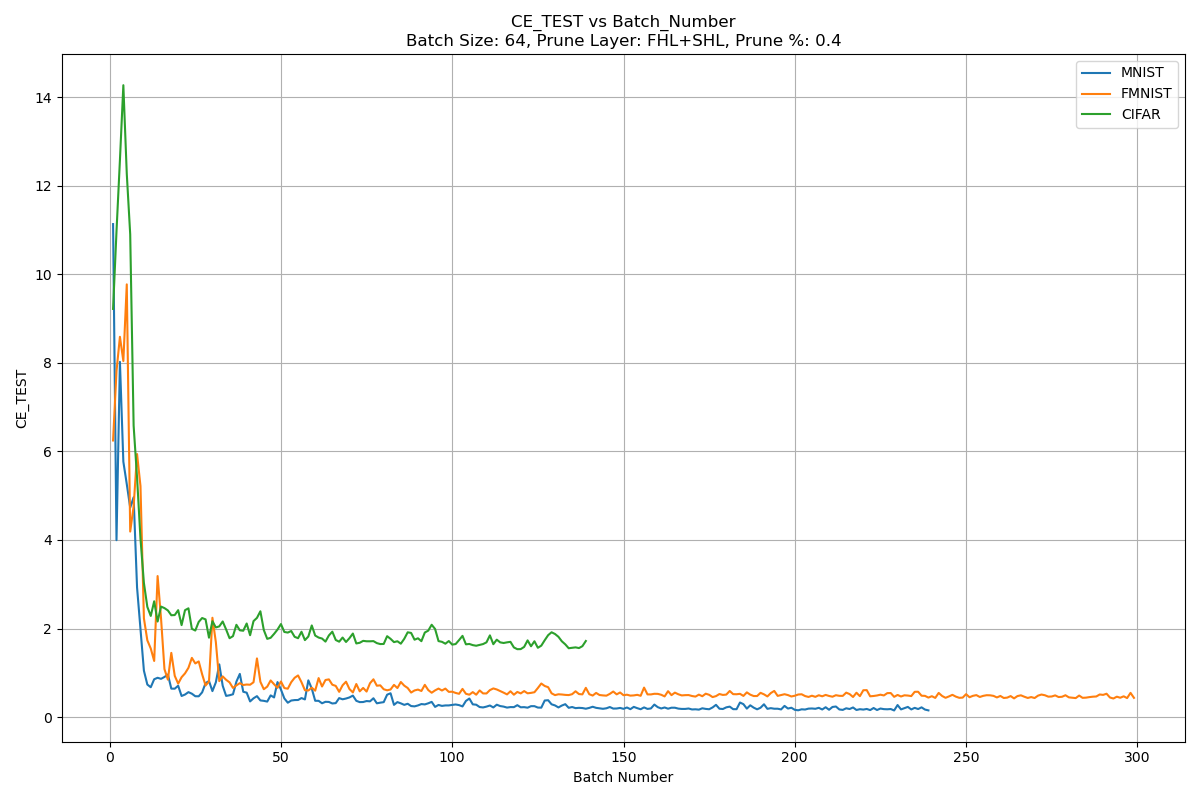 CE_TEST vs Batch_Number
Batch Size: 64, Prune Layer: FHL+SHL, Prune %: 0.4
MNIST
FMNIST
CIFAR
CE_TEST
14
12
10
8
6
4
2
0
0 50 100 150 200 250 300
Batch Number